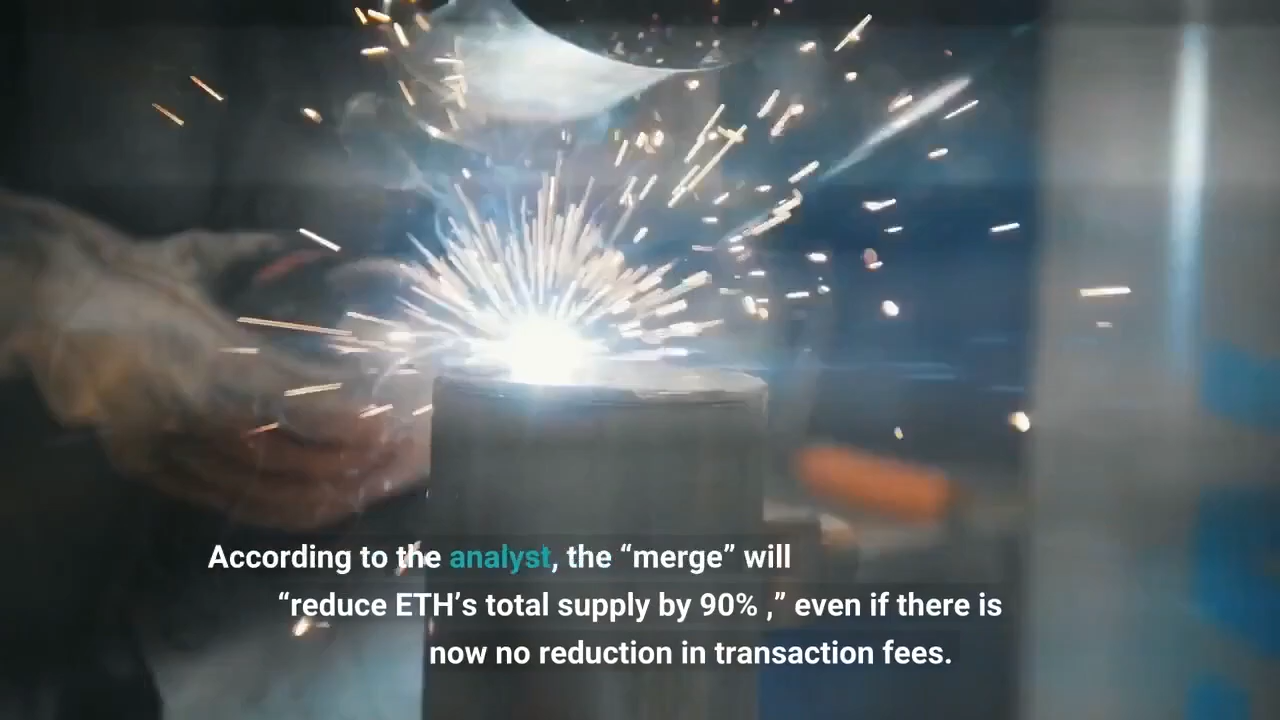 According to the analyst, the “merge” will
“reduce ETH’s total supply by 90% ,” even if there is
now no reduction in transaction fees.